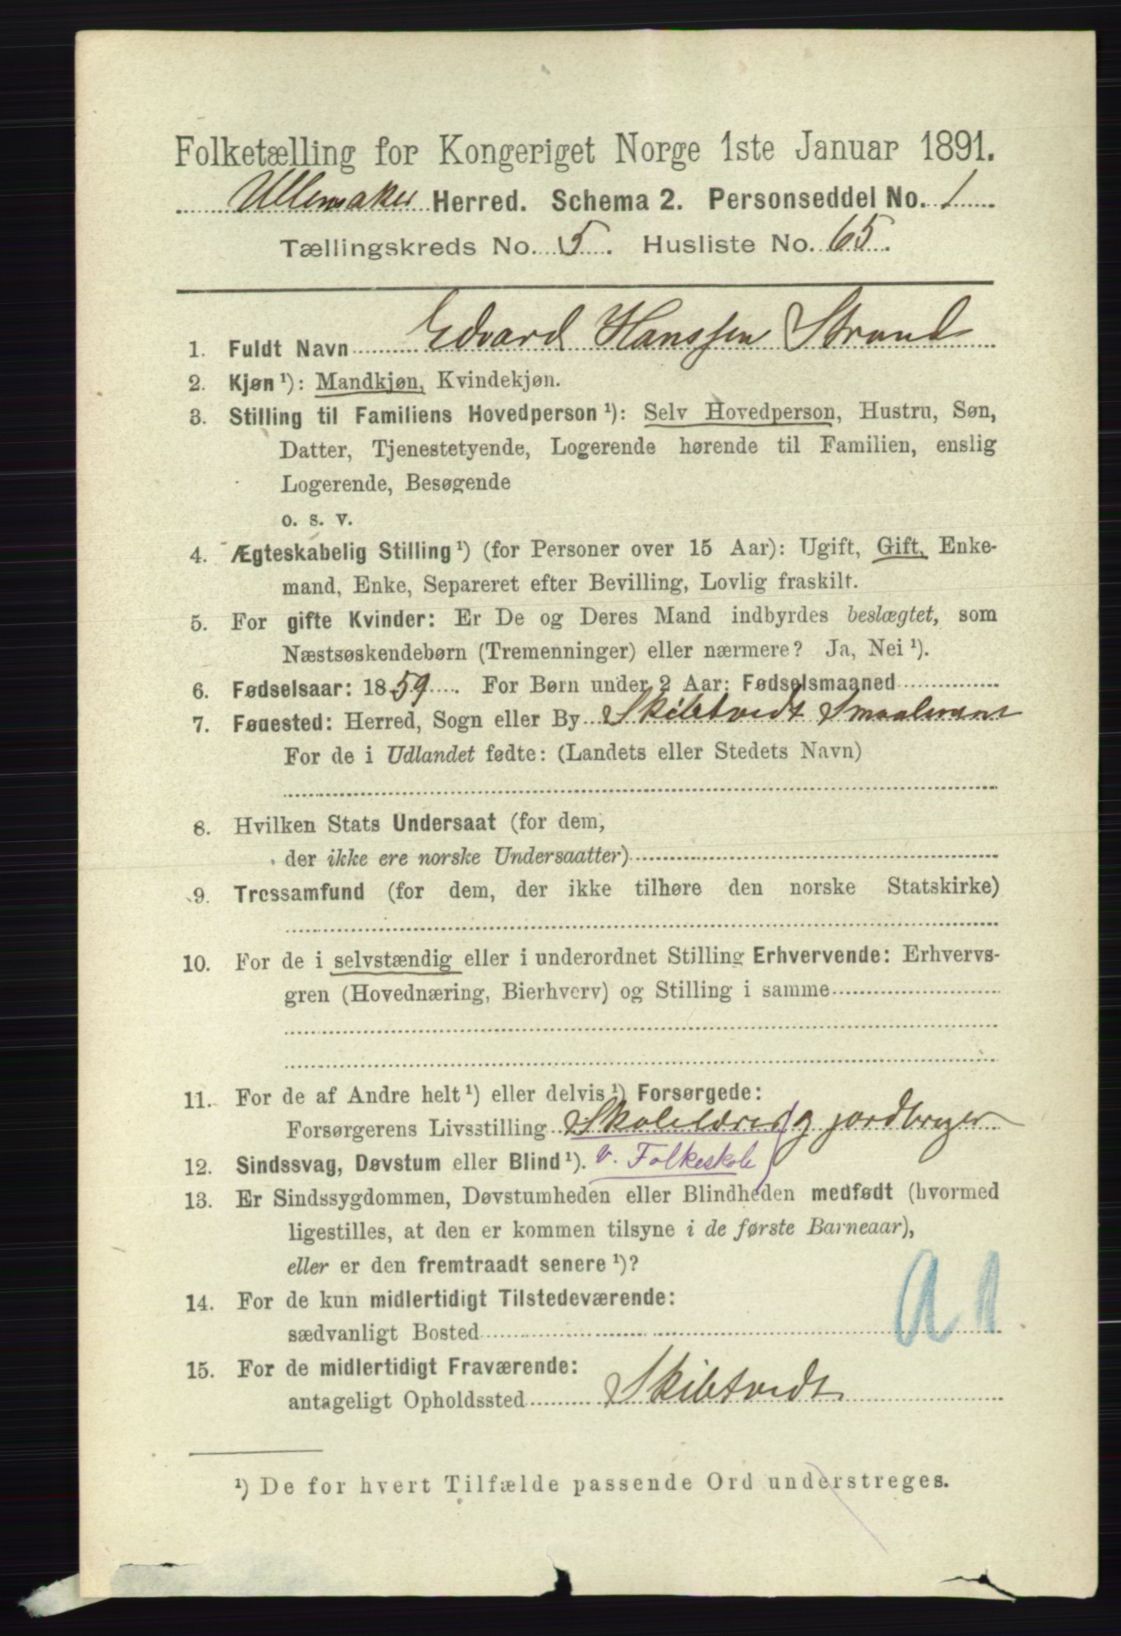 Folketælling for Kongeriget Norge 1ste Januar 1891.
Ullensaker Herred. Schema 2. Personseddel No. 1
Tællingskreds No. 5. Husliste No. 65.
1. Fuldt Navn Edvard Hanssen Strand
2. Kjøn ¹): Mandkjøn, Kvindekjøn.
3. Stilling til Familiens Hovedperson ¹): Selv Hovedperson, Hustru, Søn,
Datter, Tjenestetyende, Logerende hørende til Familien, enslig
Logerende, Besøgende
o. s. v.
4. Ægteskabelig Stilling ¹) (for Personer over 15 Aar): Ugift, Gift, Enke-
mand, Enke, Separeret efter Bevilling, Lovlig fraskilt.
5. For gifte Kvinder: Er De og Deres Mand indbyrdes beslægtet, som
Næstsøskendebørn (Tremenninger) eller nærmere? Ja, Nei ¹).
6. Fødselsaar: 1859. For Børn under 2 Aar: Fødselsmaaned
7. Føuested: Herred, Sogn eller By Skibtvedt Smaalenene
For de i Udlandet fødte: (Landets eller Stedets Navn)
8. Hvilken Stats Undersaat (for dem,
der ikke ere norske Undersaatter)
9. Trossamfund (for dem, der ikke tilhøre den norske Statskirke)
10. For de i selvstændig eller i underordnet Stilling Erhvervende: Erhvervs-
gren (Hovednæring, Bierhverv) og Stilling i samme
11. For de af Andre helt ¹) eller delvis ¹) Forsørgede:
Forsørgerens Livsstilling Skolelærer og jordbruger
12. Sindssvag, Døvstum eller Blind ¹). v. Folkeskole
13. Er Sindssygdommen, Døvstumheden eller Blindheden medfødt (hvormed
ligestilles, at den er kommen tilsyne i de første Barneaar),
eller er den fremtraadt senere ¹)?
14. For de kun midlertidigt Tilstedeværende:
sædvanligt Bosted
A 1
15. For de midlertidigt Fraværende:
antageligt Opholdssted Skibtvedt
¹) De for hvert Tilfælde passende Ord understreges.